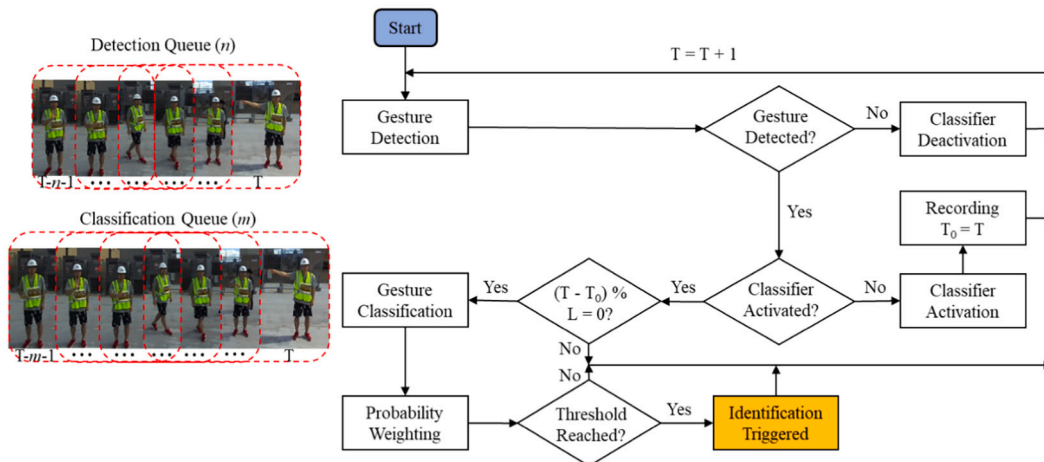 Detection Queue (n)
T-n-1 ... ... ... ... T
Classification Queue (m)
T-m-1 ... ... ... ... ... T
Start
T = T + 1
Gesture
Detection
Gesture
Detected?
No
Classifier
Deactivation
Yes
Recording
T₀ = T
Gesture
Classification
Yes
(T - T₀) %
L = 0?
Yes
Classifier
Activated?
No
Classifier
Activation
No
No
Probability
Weighting
Threshold
Reached?
Yes
Identification
Triggered